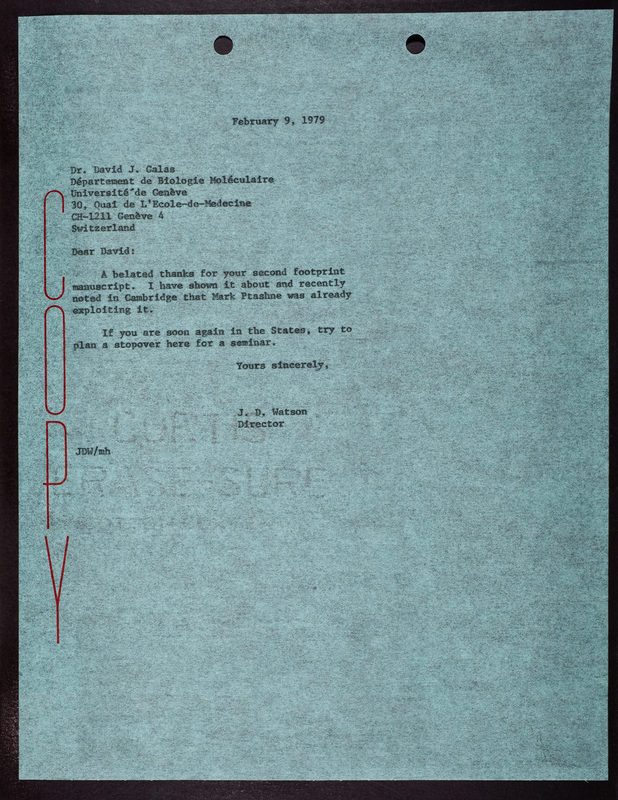 February 9, 1979
Dr. David J. Galas
Département de Biologie Moléculaire
Université de Genève
30, Quai de L'Ecole-de-Medecine
CH-1211 Genève 4
Switzerland
Dear David:
A belated thanks for your second footprint
manuscript. I have shown it about and recently
noted in Cambridge that Mark Ptashne was already
exploiting it.
If you are soon again in the States, try to
plan a stopover here for a seminar.
Yours sincerely,
J. D. Watson
Director
JDW/mh
COPY
ERASE-SURE